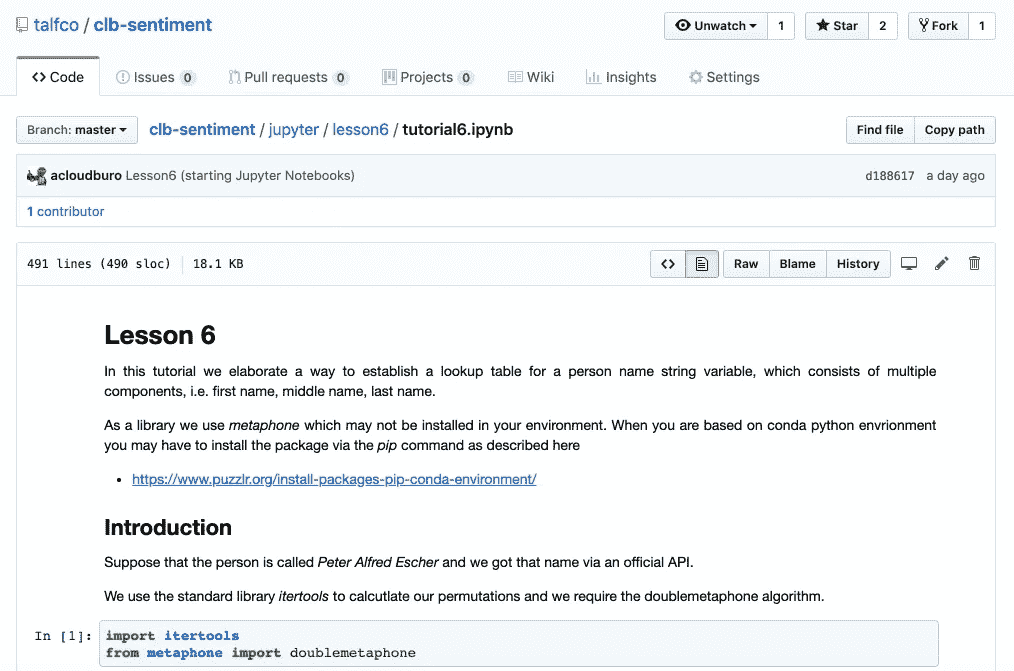 talfco / clb-sentiment
Unwatch 1 Star 2 Fork 1
Code Issues 0 Pull requests 0 Projects 0 Wiki Insights Settings
Branch: master clb-sentiment / jupyter / lesson6 / tutorial6.ipynb Find file Copy path
acloudburo Lesson6 (starting Jupyter Notebooks) d188617 a day ago
1 contributor
491 lines (490 sloc) 18.1 KB <> Raw Blame History
Lesson 6
In this tutorial we elaborate a way to establish a lookup table for a person name string variable, which consists of multiple
components, i.e. first name, middle name, last name.
As a library we use metaphone which may not be installed in your environment. When you are based on conda python envrionment
you may have to install the package via the pip command as described here
• https://www.puzzlr.org/install-packages-pip-conda-environment/
Introduction
Suppose that the person is called Peter Alfred Escher and we got that name via an official API.
We use the standard library itertools to calcutlate our permutations and we require the doublemetaphone algorithm.
In [1]: import itertools
from metaphone import doublemetaphone